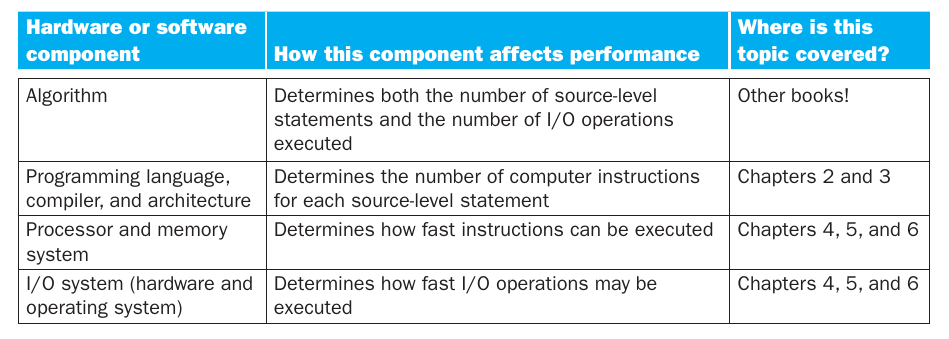 Hardware or software
component
How this component affects performance
Where is this
topic covered?
Algorithm
Determines both the number of source-level
statements and the number of I/O operations
executed
Other books!
Programming language,
compiler, and architecture
Determines the number of computer instructions
for each source-level statement
Chapters 2 and 3
Processor and memory
system
Determines how fast instructions can be executed
Chapters 4, 5, and 6
I/O system (hardware and
operating system)
Determines how fast I/O operations may be
executed
Chapters 4, 5, and 6